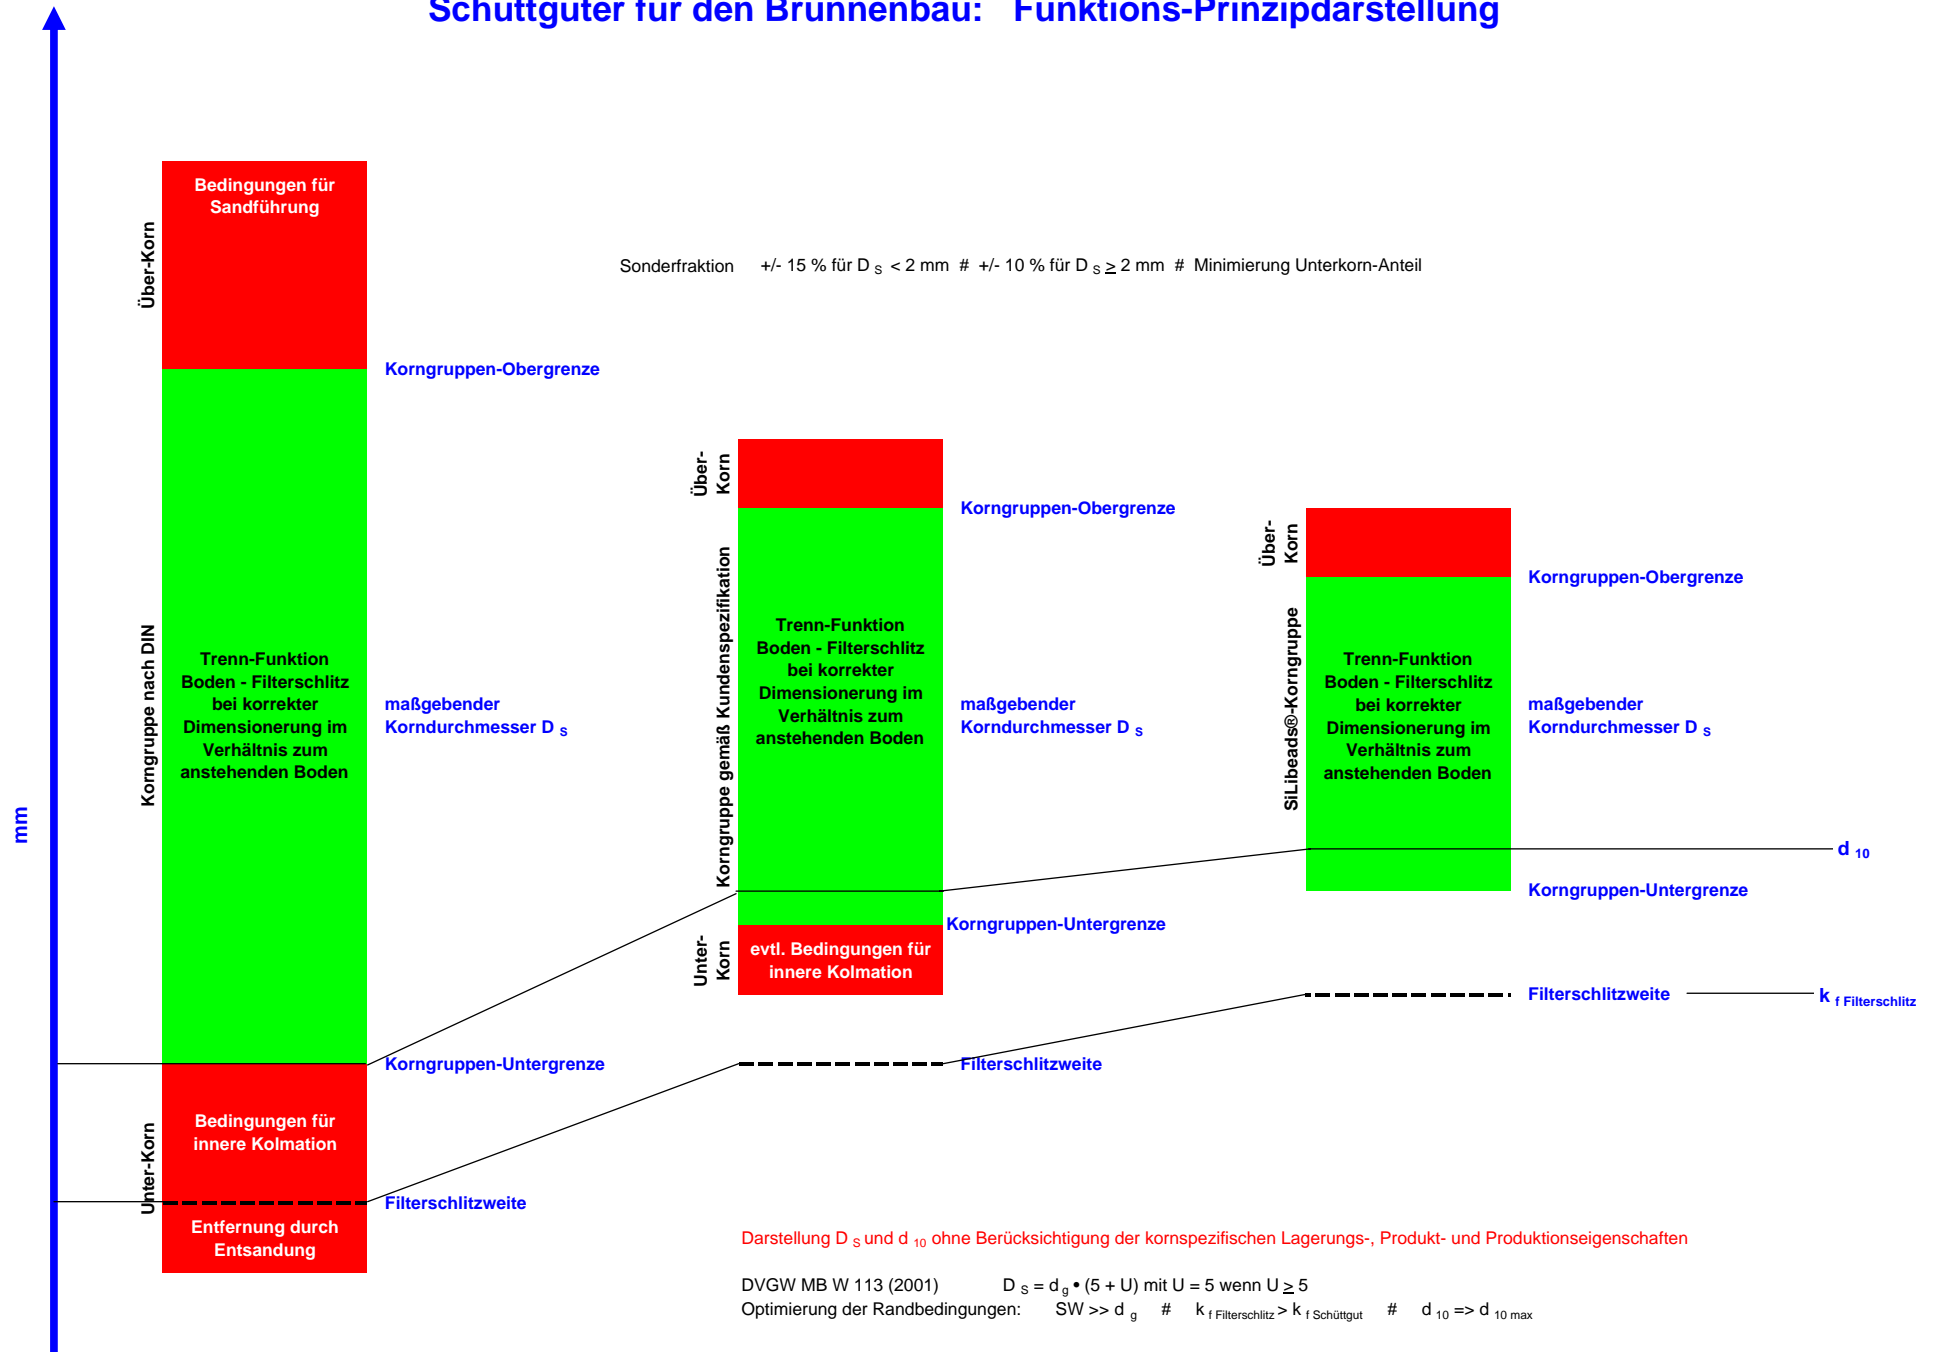 Schüttgüter für den Brunnenbau: Funktions-Prinzipdarstellung
mm
Über-Korn
Bedingungen für
Sandführung
Korngruppen-Obergrenze
Korngruppe nach DIN
Trenn-Funktion
Boden - Filterschlitz
bei korrekter
Dimensionerung im
Verhältnis zum
anstehenden Boden
maßgebender
Korndurchmesser D S
Korngruppen-Untergrenze
Unter-Korn
Bedingungen für
innere Kolmation
Filterschlitzweite
Entfernung durch
Entsandung
Sonderfraktion +/- 15 % für D S < 2 mm # +/- 10 % für D S ≥ 2 mm # Minimierung Unterkorn-Anteil
Über-
Korn
Korngruppen-Obergrenze
Korngruppe gemäß Kundenspezifikation
Trenn-Funktion
Boden - Filterschlitz
bei korrekter
Dimensionerung im
Verhältnis zum
anstehenden Boden
maßgebender
Korndurchmesser D S
Korngruppen-Untergrenze
Unter-
Korn
evtl. Bedingungen für
innere Kolmation
Filterschlitzweite
Über-
Korn
Korngruppen-Obergrenze
SiLibeads®-Korngruppe
Trenn-Funktion
Boden - Filterschlitz
bei korrekter
Dimensionerung im
Verhältnis zum
anstehenden Boden
maßgebender
Korndurchmesser D S
d 10
Korngruppen-Untergrenze
Filterschlitzweite
k f Filterschlitz
Darstellung D S und d 10 ohne Berücksichtigung der kornspezifischen Lagerungs-, Produkt- und Produktionseigenschaften
DVGW MB W 113 (2001) D S = d g • (5 + U) mit U = 5 wenn U ≥ 5
Optimierung der Randbedingungen: SW >> d g # k f Filterschlitz > k f Schüttgut # d 10 => d 10 max